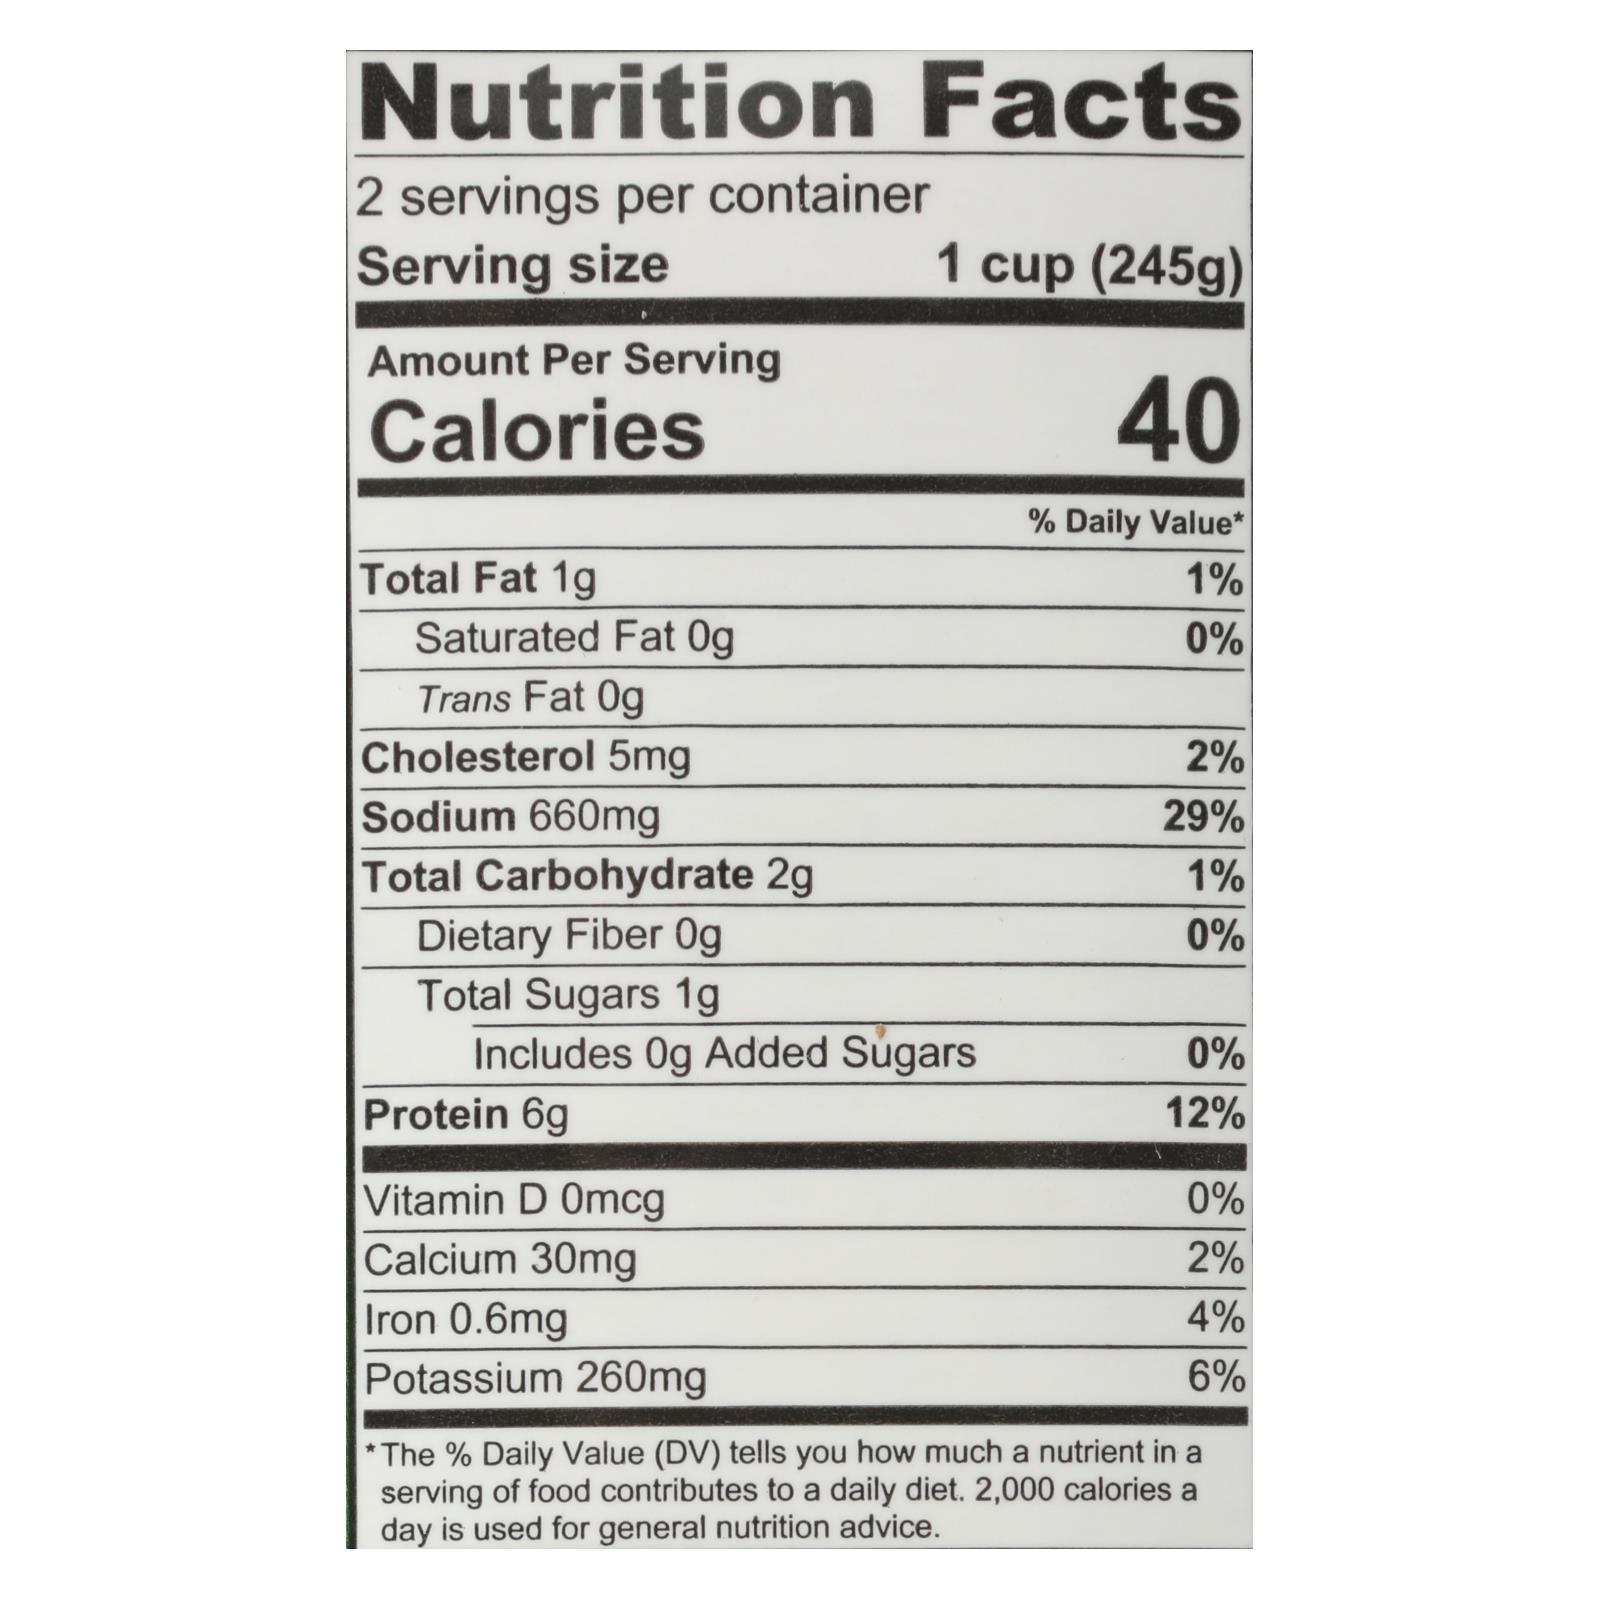 Nutrition Facts
2 servings per container
Serving size 1 cup (245g)
Amount Per Serving
Calories 40
% Daily Value*
Total Fat 1g 1%
Saturated Fat 0g 0%
Trans Fat 0g
Cholesterol 5mg 2%
Sodium 660mg 29%
Total Carbohydrate 2g 1%
Dietary Fiber 0g 0%
Total Sugars 1g
Includes 0g Added Sugars 0%
Protein 6g 12%
Vitamin D 0mcg 0%
Calcium 30mg 2%
Iron 0.6mg 4%
Potassium 260mg 6%
*The % Daily Value (DV) tells you how much a nutrient in a
serving of food contributes to a daily diet. 2,000 calories a
day is used for general nutrition advice.